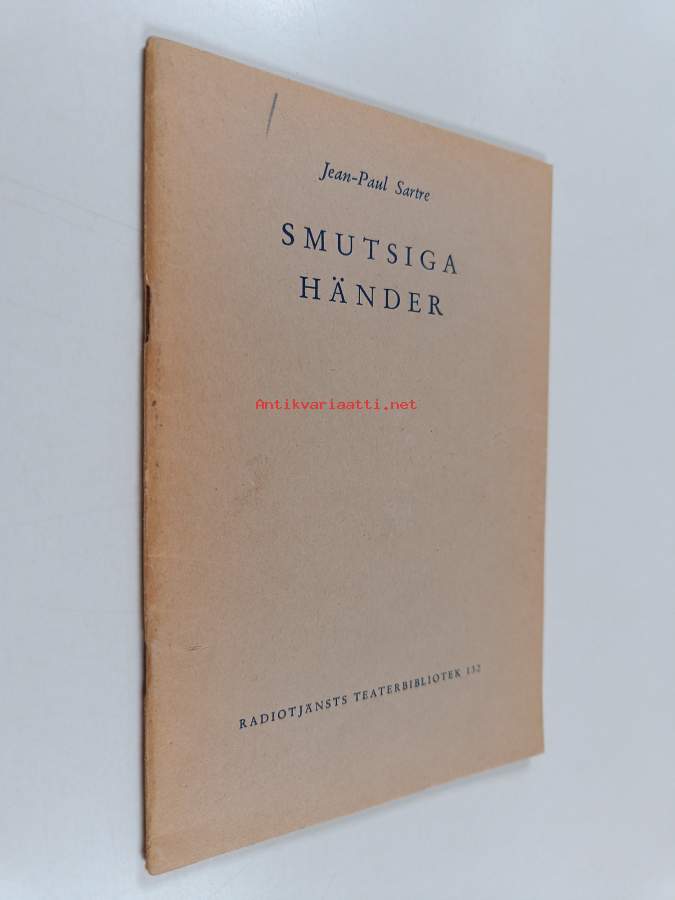 Jean-Paul Sartre
SMUTSIGA
HÄNDER
Antikvariaatti.net
RADIOTJÄNSTS TEATERBIBLIOTEK 132